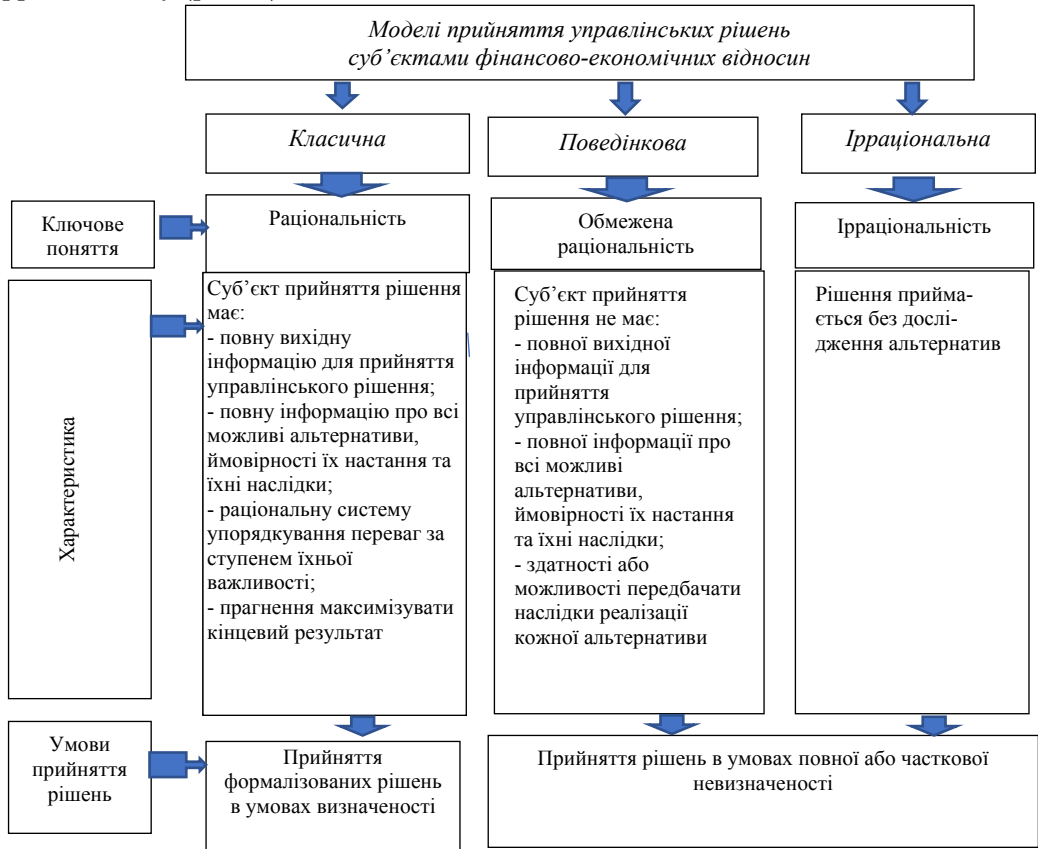 Моделі прийняття управлінських рішень
суб’єктами фінансово-економічних відносин
Класична
Поведінкова
Ірраціональна
Ключове
поняття
Раціональність
Обмежена
раціональність
Ірраціональність
Характеристика
Суб’єкт прийняття рішення
має:
- повну вихідну
інформацію для прийняття
управлінського рішення;
- повну інформацію про всі
можливі альтернативи,
ймовірності їх настання та
їхні наслідки;
- раціональну систему
упорядкування переваг за
ступенем їхньої
важливості;
- прагнення максимізувати
кінцевий результат
Суб’єкт прийняття
рішення не має:
- повної вихідної
інформації для
прийняття
управлінського рішення;
- повної інформації про
всі можливі
альтернативи,
ймовірності їх настання
та їхні наслідки;
- здатності або
можливості передбачати
наслідки реалізації
кожної альтернативи
Рішення прийма-
ється без дослі-
дження альтернатив
Умови
прийняття
рішень
Прийняття
формалізованих рішень
в умовах визначеності
Прийняття рішень в умовах повної або часткової
невизначеності